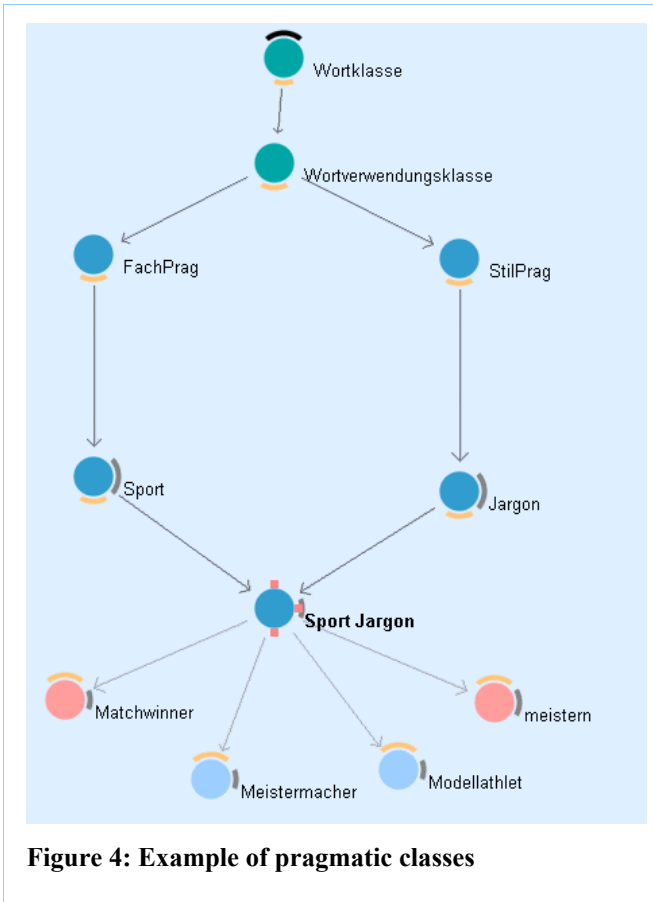 Wortklasse
Wortverwendungsklasse
FachPrag
StilPrag
Sport
Jargon
Sport Jargon
Matchwinner
meistern
Meistermacher
Modellathlet
Figure 4: Example of pragmatic classes